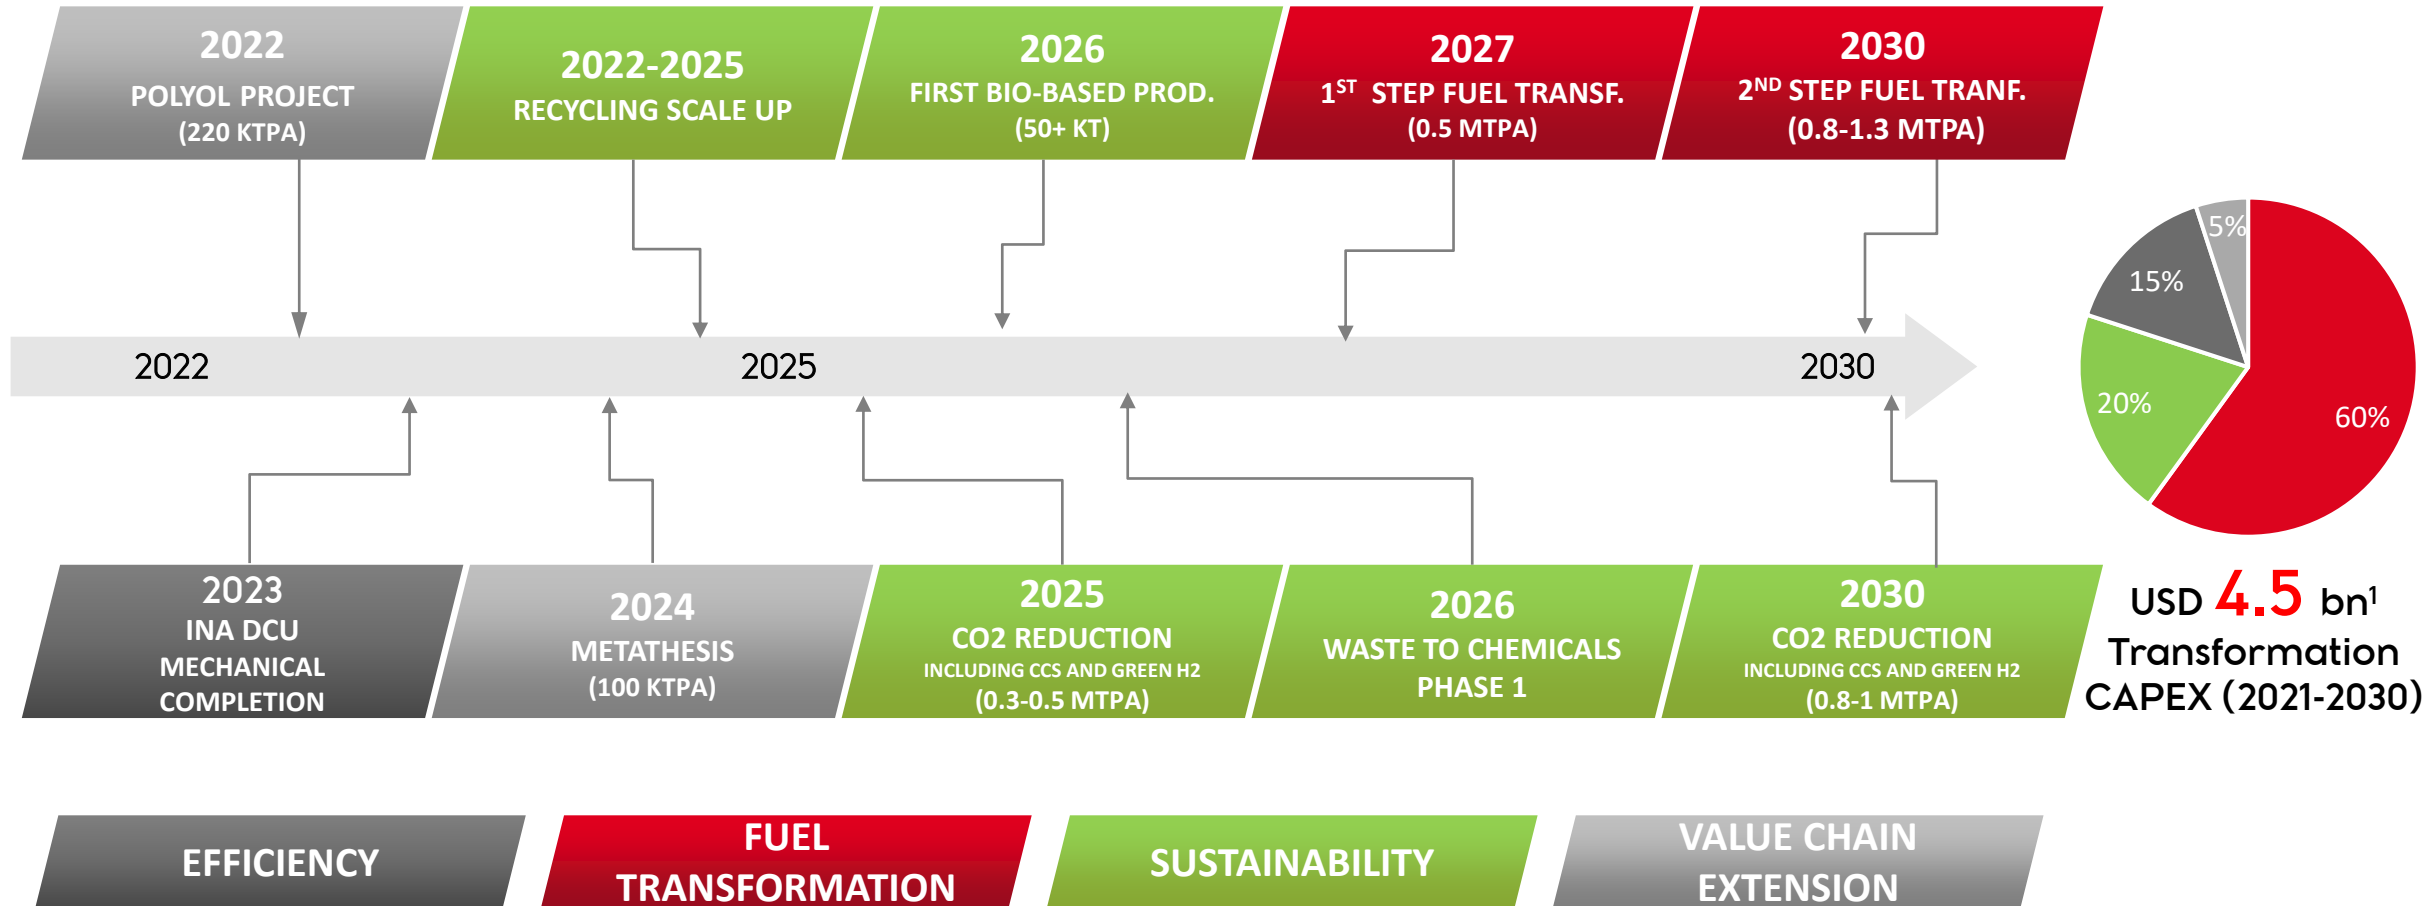 2022
POLYOL PROJECT
(220 KTPA)
2022-2025
RECYCLING SCALE UP
2026
FIRST BIO-BASED PROD.
(50+ KT)
2027
1ST STEP FUEL TRANSF.
(0.5 MTPA)
2030
2ND STEP FUEL TRANF.
(0.8-1.3 MTPA)
2022
2025
2030
5%
15%
20%
60%
2023
INA DCU
MECHANICAL
COMPLETION
2024
METATHESIS
(100 KTPA)
2025
CO2 REDUCTION
INCLUDING CCS AND GREEN H2
(0.3-0.5 MTPA)
2026
WASTE TO CHEMICALS
PHASE 1
2030
CO2 REDUCTION
INCLUDING CCS AND GREEN H2
(0.8-1 MTPA)
USD 4.5 bn1
Transformation
CAPEX (2021-2030)
EFFICIENCY
FUEL
TRANSFORMATION
SUSTAINABILITY
VALUE CHAIN
EXTENSION